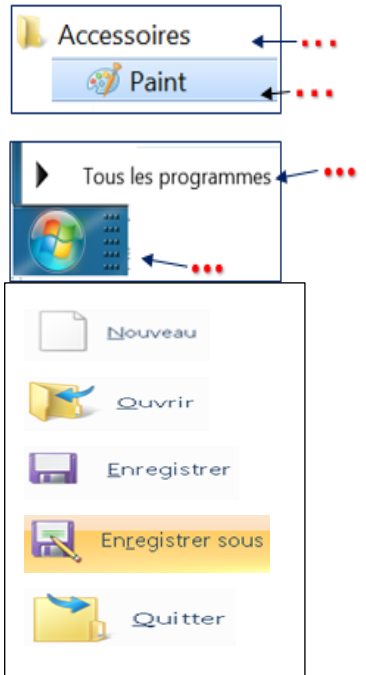 Accessoires ...
Paint ...
Tous les programmes ...
...
Nouveau
Ouvrir
Enregistrer
Enregistrer sous
Quitter